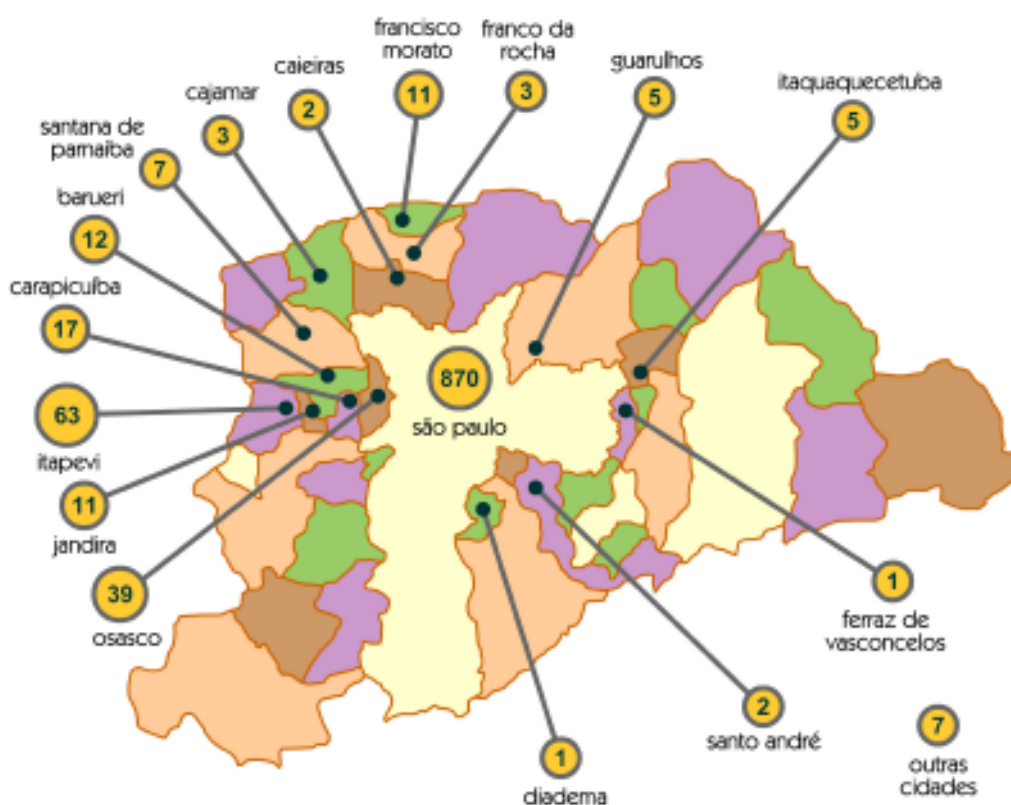 francisco
morato
11
franco da
rocha
3
caieiras
2
cajamar
3
guarulhos
5
itaquaquecetuba
5
santana de
parnaíba
7
barueri
12
carapicuíba
17
63
itapevi
11
jandira
39
osasco
870
são paulo
1
ferraz de
vasconcelos
2
santo andré
1
diadema
7
outras
cidades